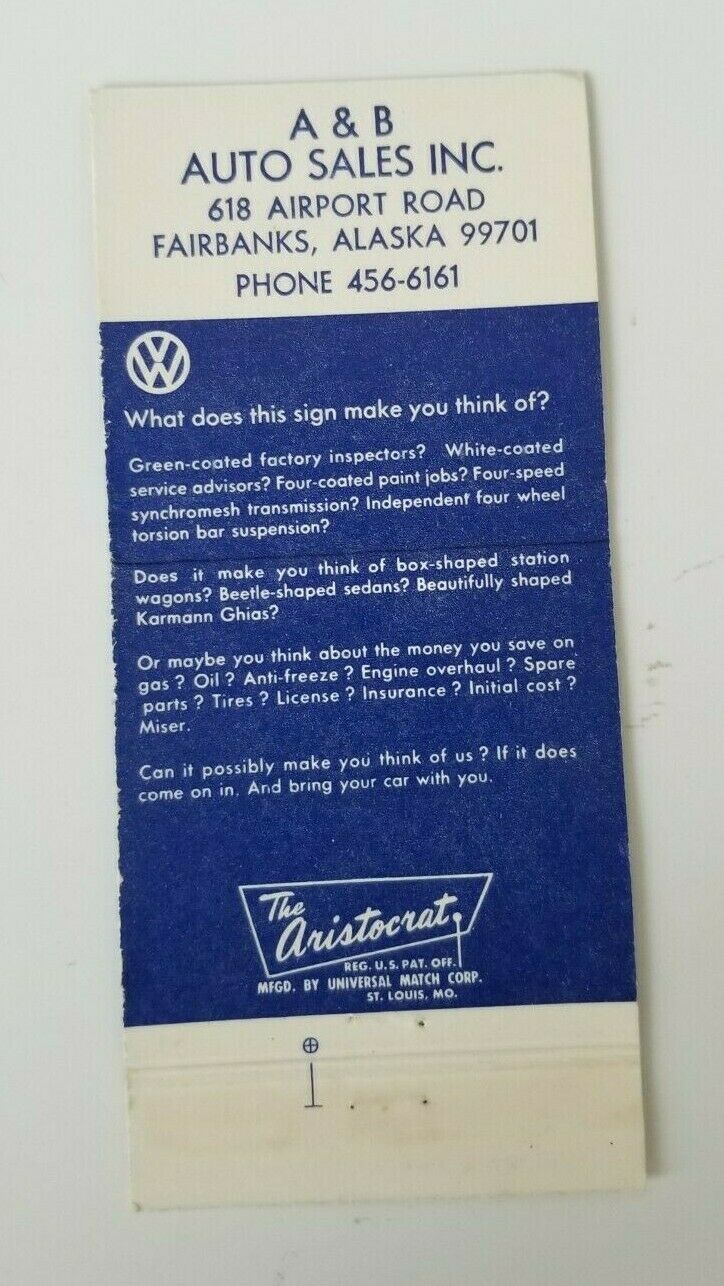 A & B
AUTO SALES INC.
618 AIRPORT ROAD
FAIRBANKS, ALASKA 99701
PHONE 456-6161
VW
What does this sign make you think of?
Green-coated factory inspectors? White-coated
service advisors? Four-coated paint jobs? Four-speed
synchromesh transmission? Independent four wheel
torsion bar suspension?
Does it make you think of box-shaped station
wagons? Beetle-shaped sedans? Beautifully shaped
Karmann Ghias?
Or maybe you think about the money you save on
gas ? Oil ? Anti-freeze ? Engine overhaul ? Spare
parts ? Tires ? License ? Insurance ? Initial cost ?
Miser.
Can it possibly make you think of us ? If it does
come on in. And bring your car with you.
The
Aristocrat
REG. U.S. PAT. OFF.
MFGD. BY UNIVERSAL MATCH CORP.
ST. LOUIS, MO.